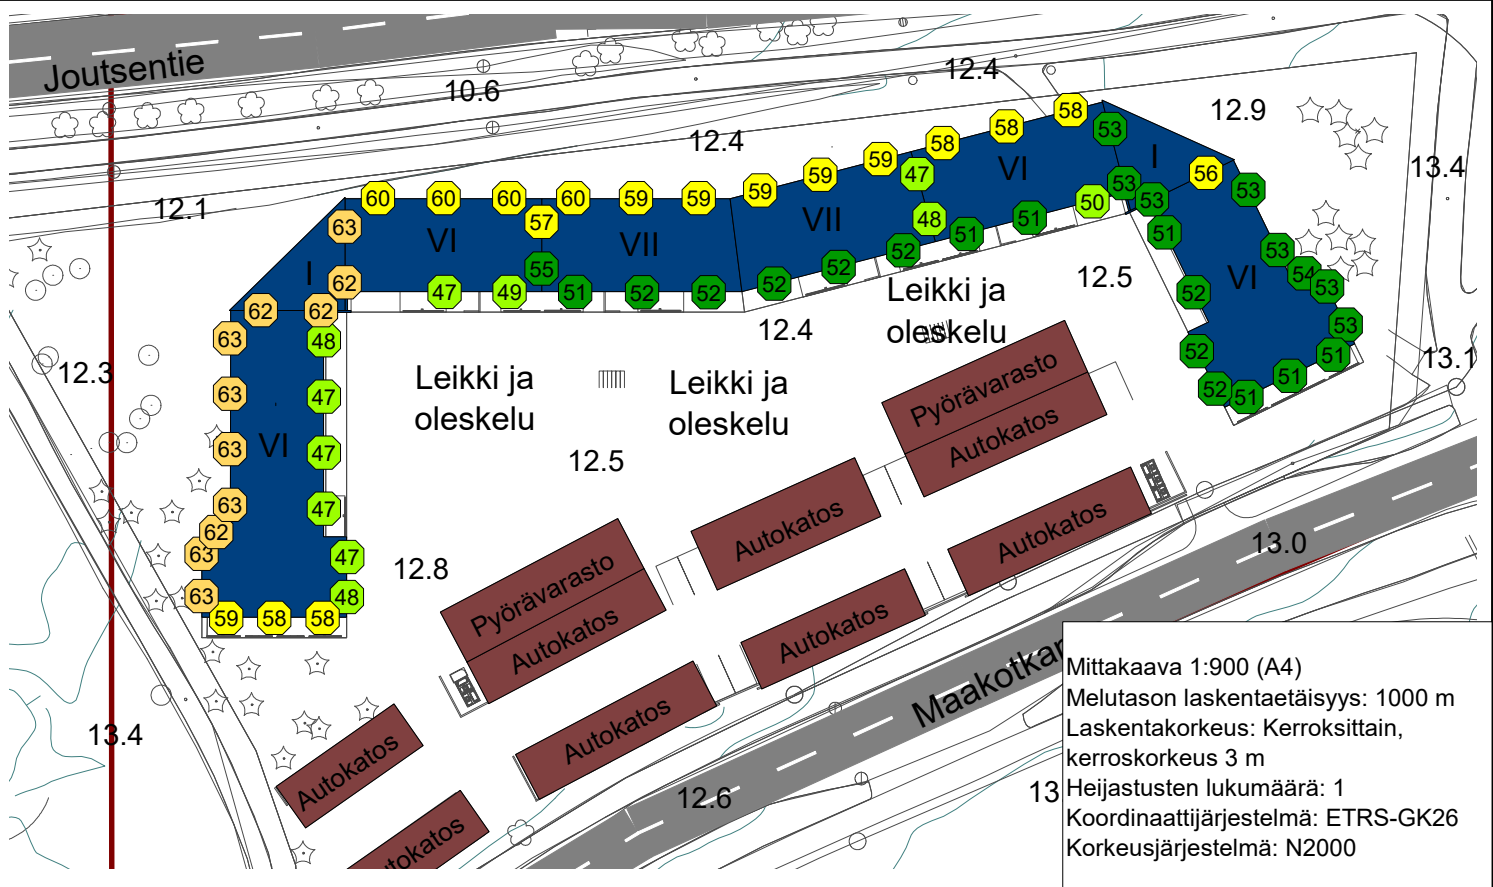 Joutsentie
10.6
12.4
12.4
12.9
13.4
12.1
58
58
58
53
59
59
59
47
VI
53
I
56
53
60
60
60
60
59
59
63
57
VI
VII
VII
48
51
51
50
53
51
53
54
53
I
62
55
47
49
51
52
52
52
52
52
12.5
52
VI
62
62
63
48
12.4
Leikki ja
oleskelu
53
52
51
51
52
51
13.1
12.3
63
47
Leikki ja
oleskelu
Leikki ja
oleskelu
Pyörävarasto
Autokatos
VI
63
47
12.5
63
47
62
63
47
63
48
59
58
58
12.8
Autokatos
Autokatos
13.0
Pyörävarasto
Autokatos
Autokatos
Autokatos
Autokatos
13.4
12.6
13
Maakotkan
Autokatos
utokatos
Mittakaava 1:900 (A4)
Melutason laskentaetäisyys: 1000 m
Laskentakorkeus: Kerroksittain,
kerroskorkeus 3 m
Heijastusten lukumäärä: 1
Koordinaattijärjestelmä: ETRS-GK26
Korkeusjärjestelmä: N2000